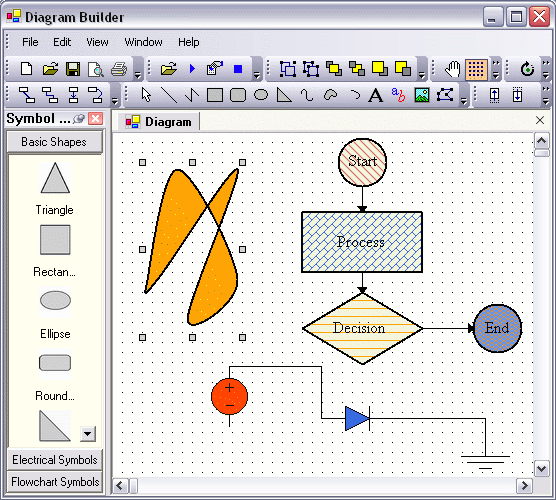 Diagram Builder
File Edit View Window Help
A ab
Symbol ...
Diagram
Basic Shapes
Triangle
Rectan...
Ellipse
Round...
Electrical Symbols
Flowchart Symbols
Start
Process
Decision
End